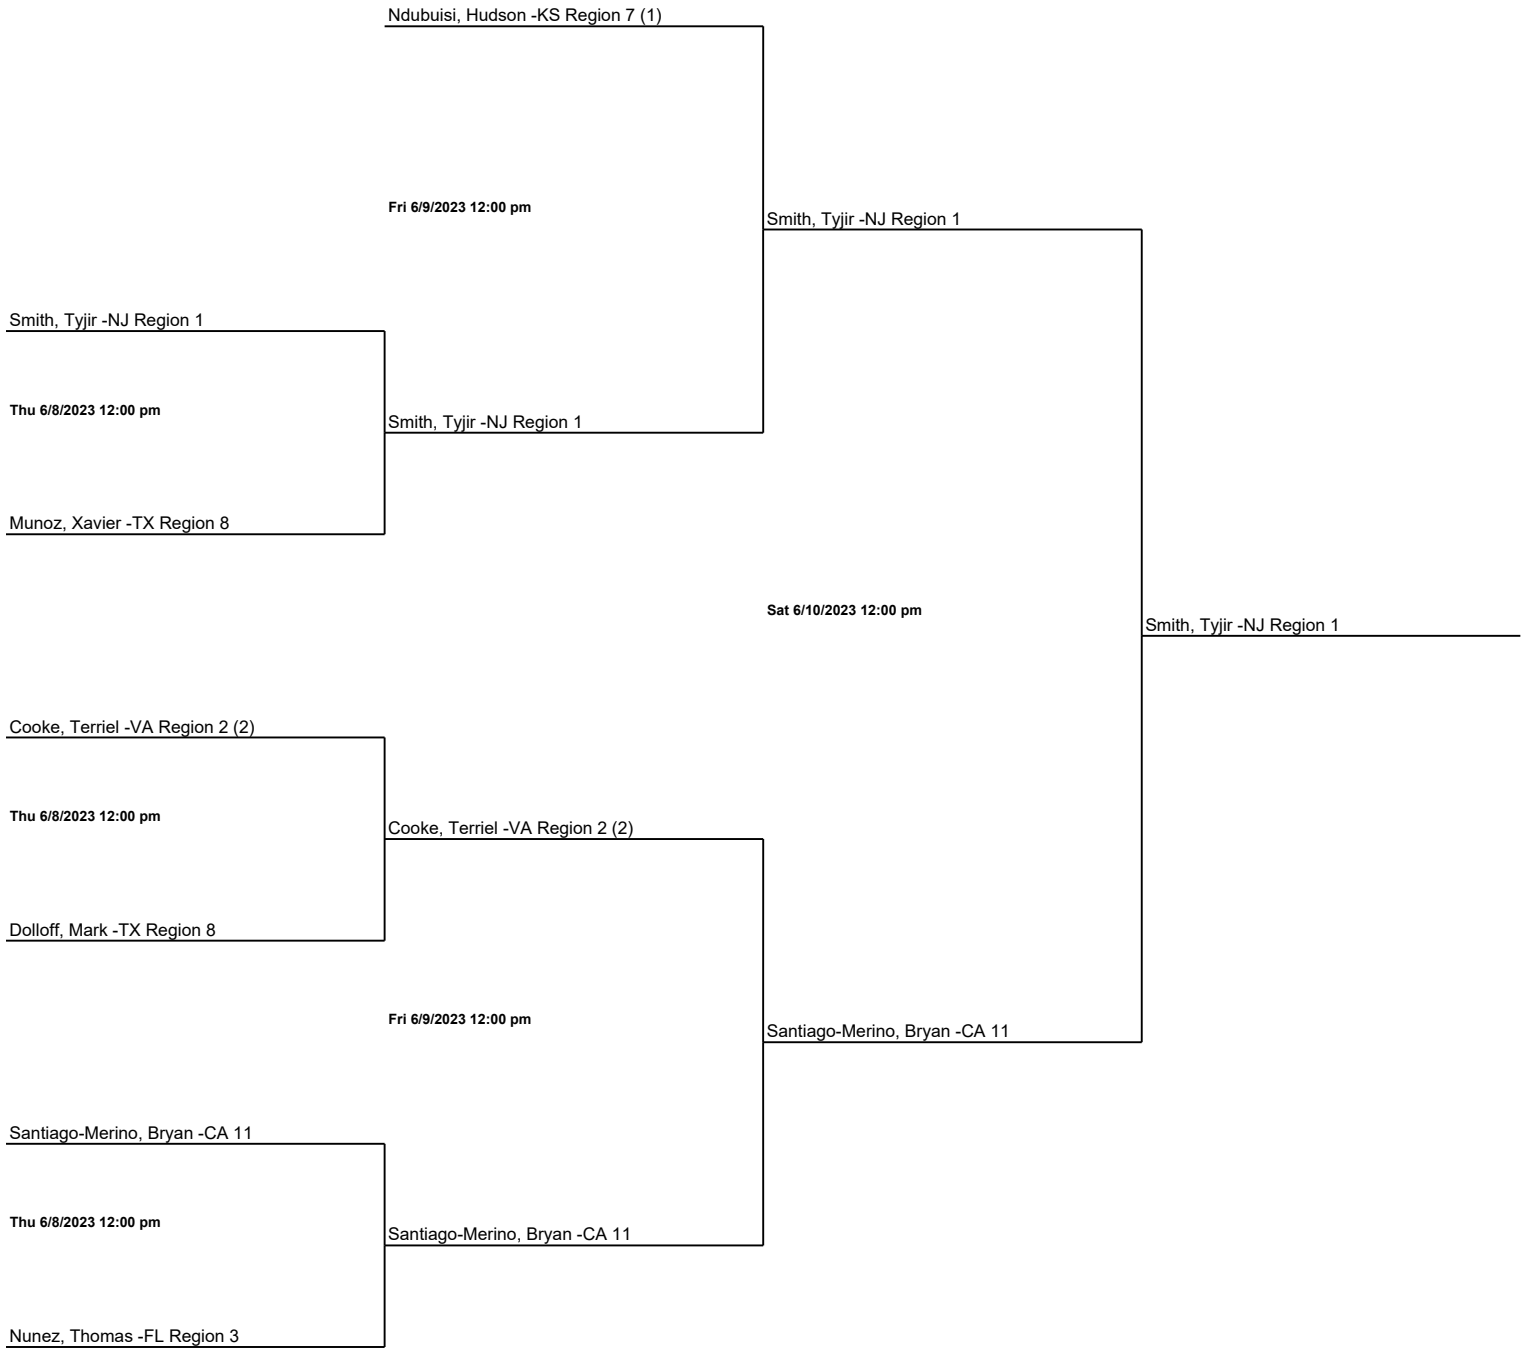 Ndubuisi, Hudson -KS Region 7 (1)
Fri 6/9/2023 12:00 pm
Smith, Tyjir -NJ Region 1
Smith, Tyjir -NJ Region 1
Thu 6/8/2023 12:00 pm
Smith, Tyjir -NJ Region 1
Munoz, Xavier -TX Region 8
Sat 6/10/2023 12:00 pm
Smith, Tyjir -NJ Region 1
Cooke, Terriel -VA Region 2 (2)
Thu 6/8/2023 12:00 pm
Cooke, Terriel -VA Region 2 (2)
Dolloff, Mark -TX Region 8
Fri 6/9/2023 12:00 pm
Santiago-Merino, Bryan -CA 11
Santiago-Merino, Bryan -CA 11
Thu 6/8/2023 12:00 pm
Santiago-Merino, Bryan -CA 11
Nunez, Thomas -FL Region 3